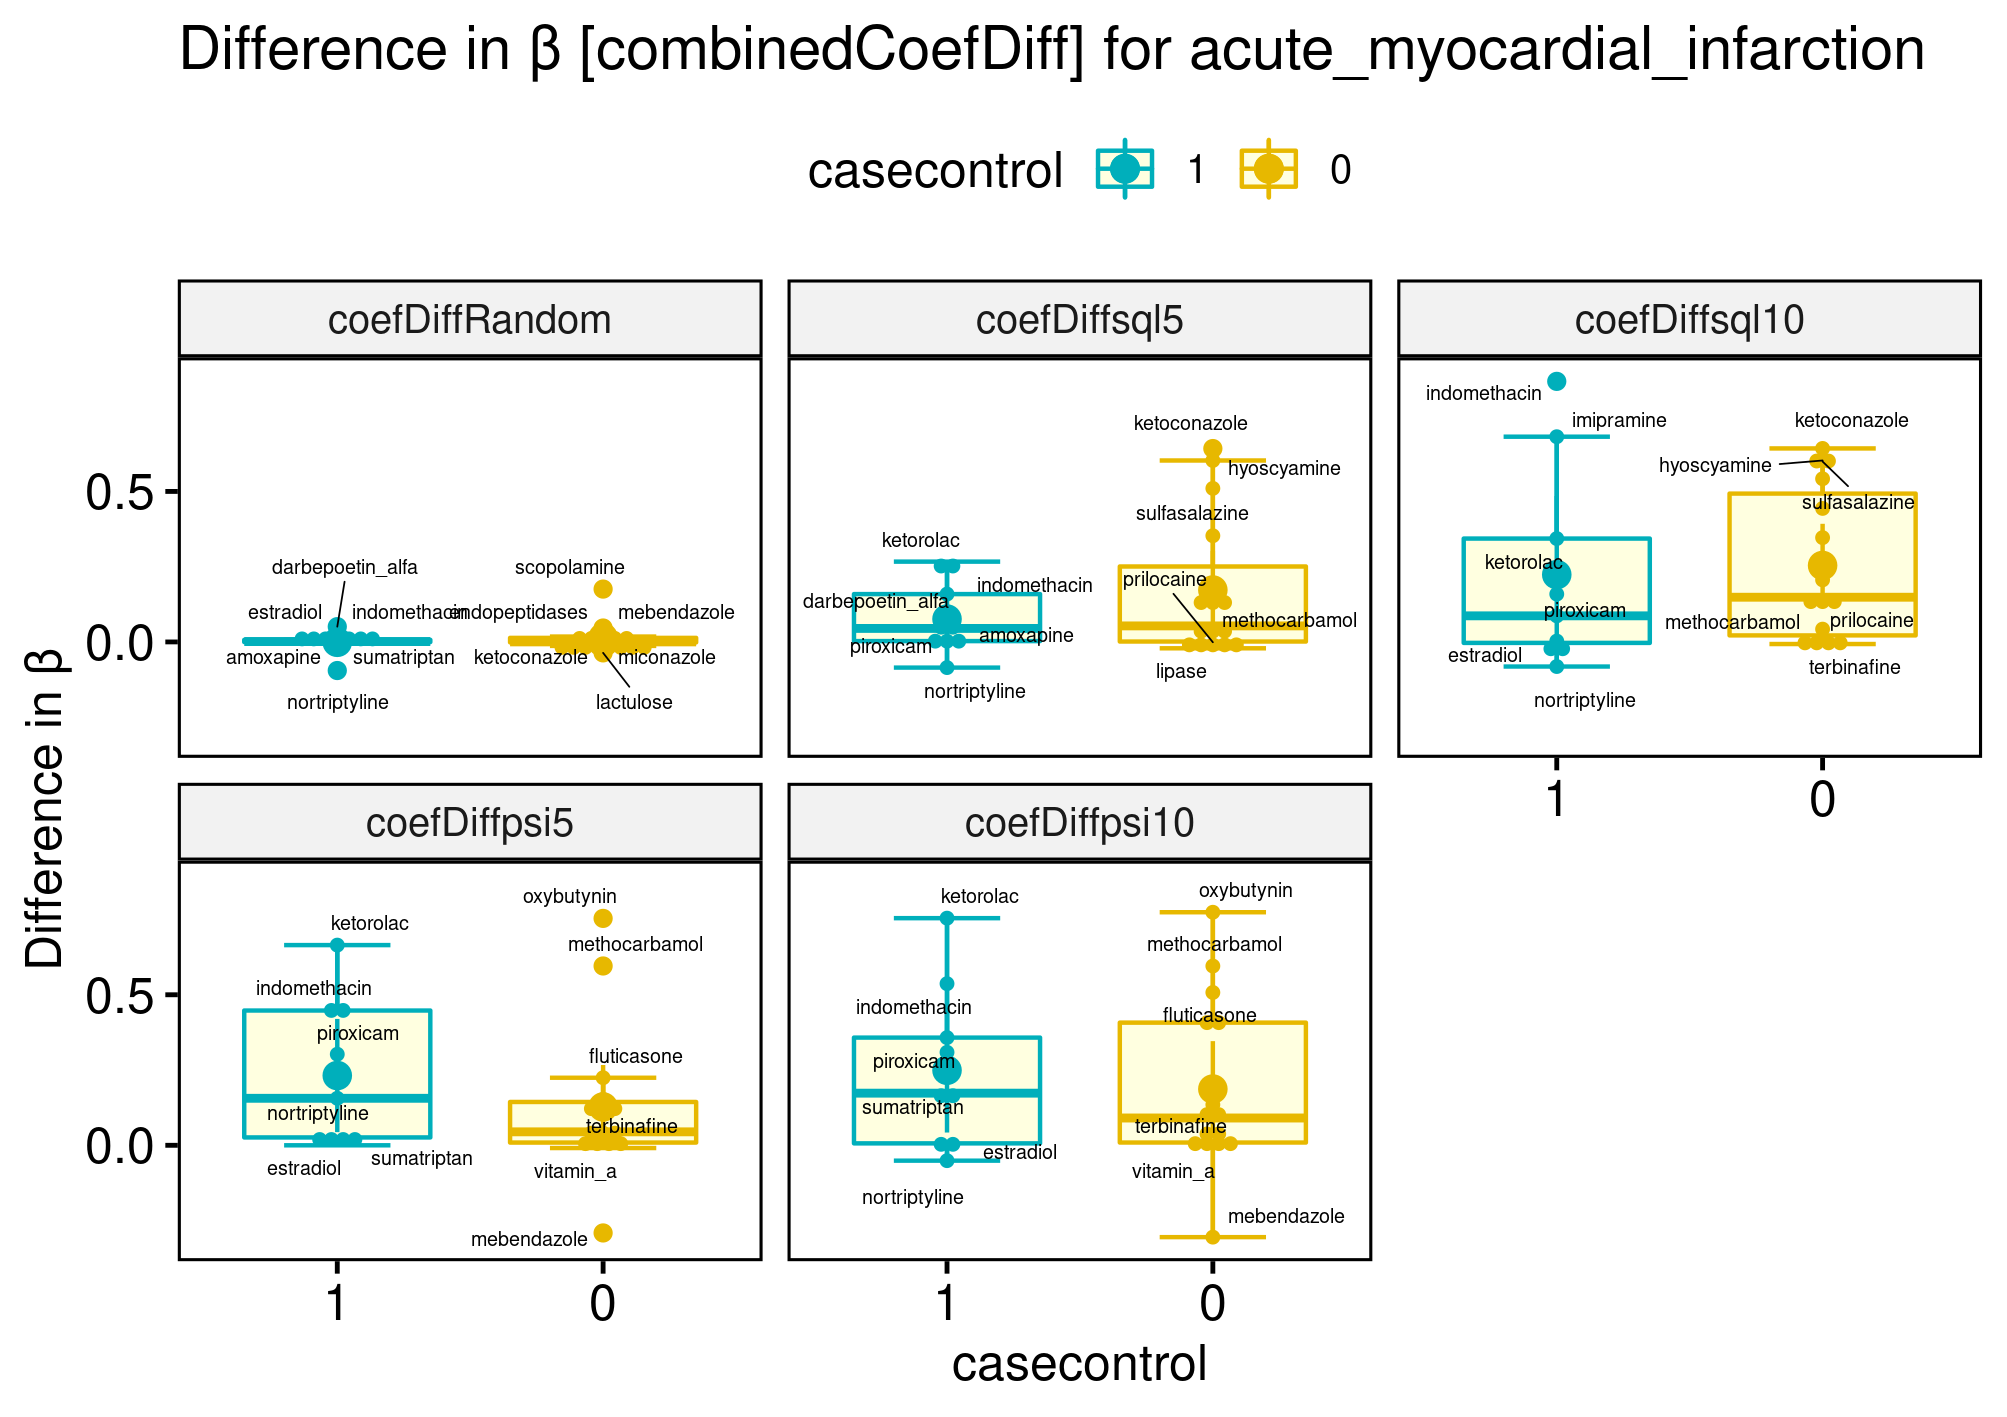 Difference in β [combinedCoefDiff] for acute_myocardial_infarction
casecontrol 1 0
coefDiffRandom
coefDiffsql5
coefDiffsql10
Difference in β
0.5
0.0
darbepoetin_alfa
scopolamine
estradiol
indomethacin
endopeptidases
mebendazole
amoxapine
sumatriptan
ketoconazole
miconazole
nortriptyline
lactulose
ketoconazole
hyoscyamine
sulfasalazine
ketorolac
indomethacin
prilocaine
darbepoetin_alfa
methocarbamol
amoxapine
piroxicam
lipase
nortriptyline
indomethacin
imipramine
ketoconazole
hyoscyamine
sulfasalazine
ketorolac
piroxicam
methocarbamol
prilocaine
estradiol
terbinafine
nortriptyline
1 0
coefDiffpsi5
coefDiffpsi10
0.5
0.0
oxybutynin
ketorolac
methocarbamol
indomethacin
piroxicam
fluticasone
nortriptyline
terbinafine
estradiol
sumatriptan
vitamin_a
mebendazole
ketorolac
oxybutynin
methocarbamol
indomethacin
fluticasone
piroxicam
sumatriptan
terbinafine
estradiol
vitamin_a
nortriptyline
mebendazole
1 0
1 0
casecontrol